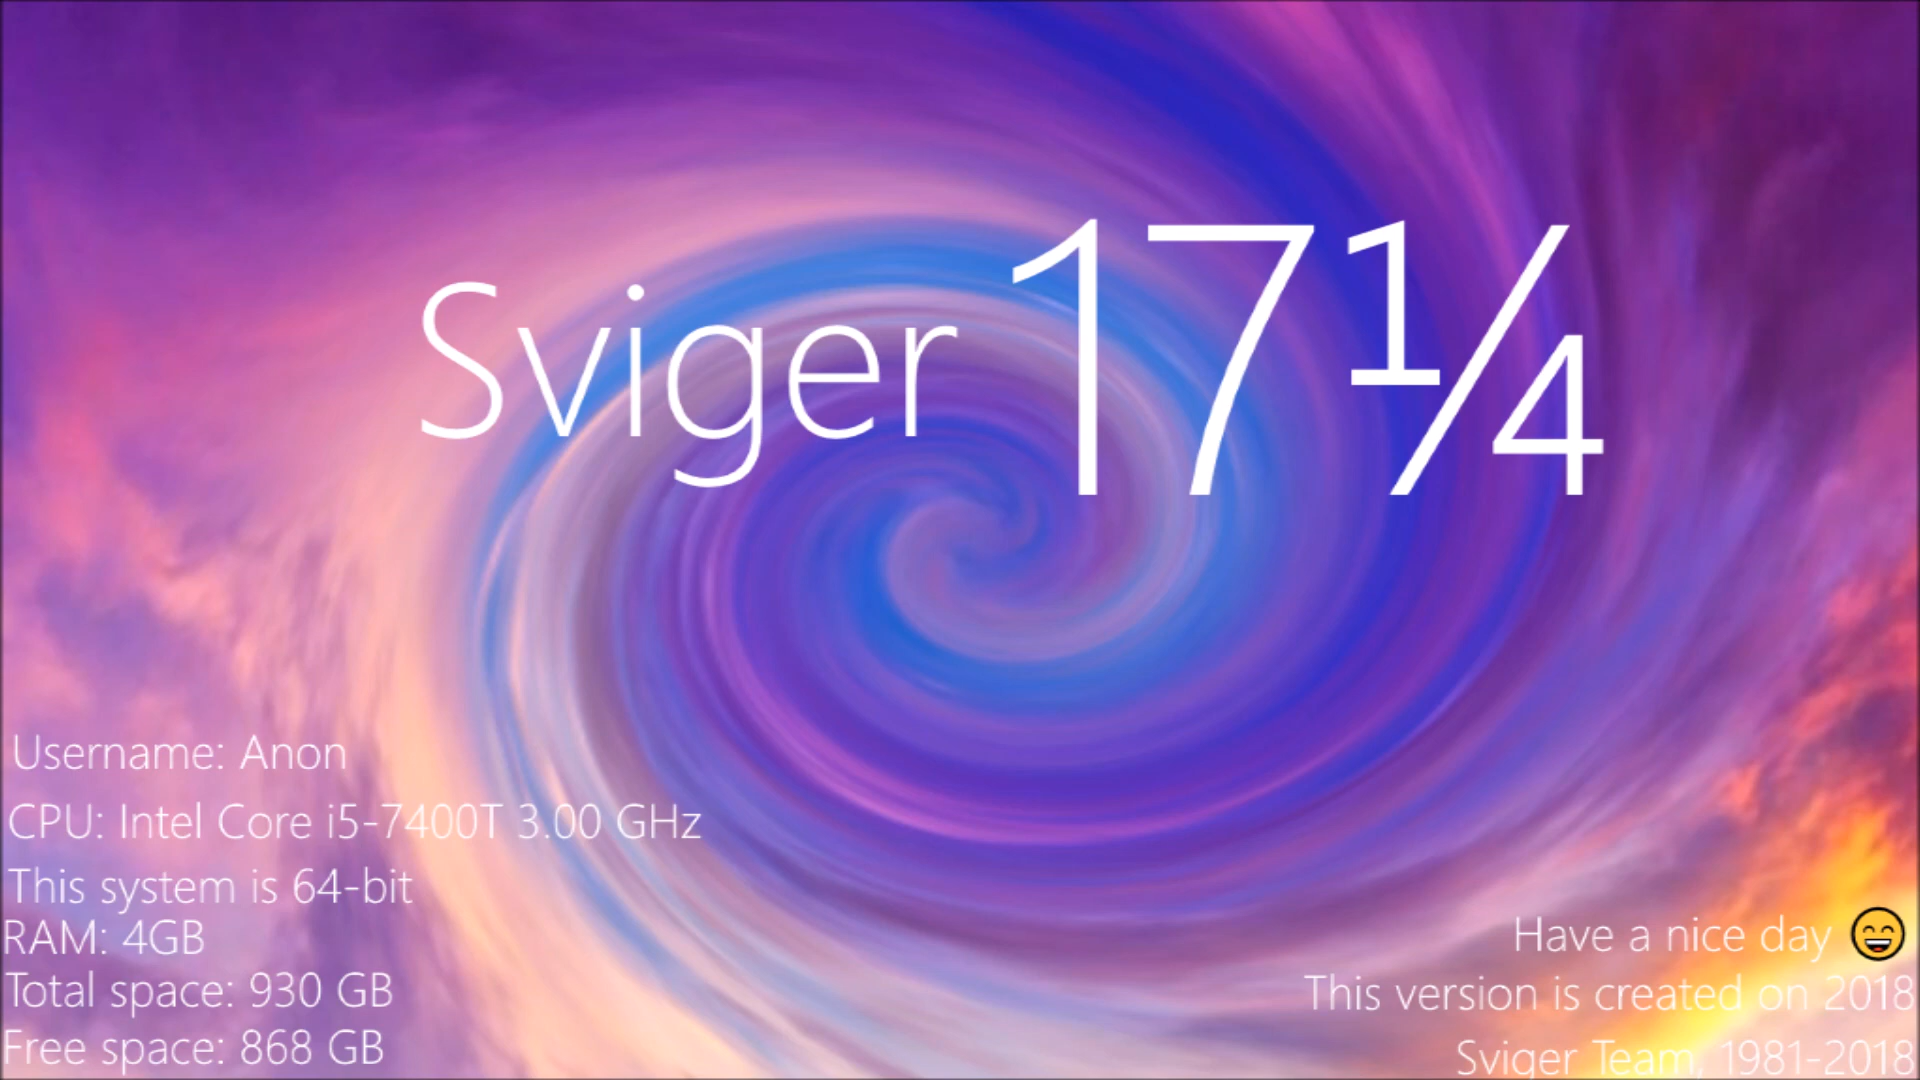 Sviger 17¼
Username: Anon
CPU: Intel Core i5-7400T 3.00 GHz
This system is 64-bit
RAM: 4GB
Total space: 930 GB
Free space: 868 GB
Have a nice day 😄
This version is created on 2018
Sviger Team, 1981-2018